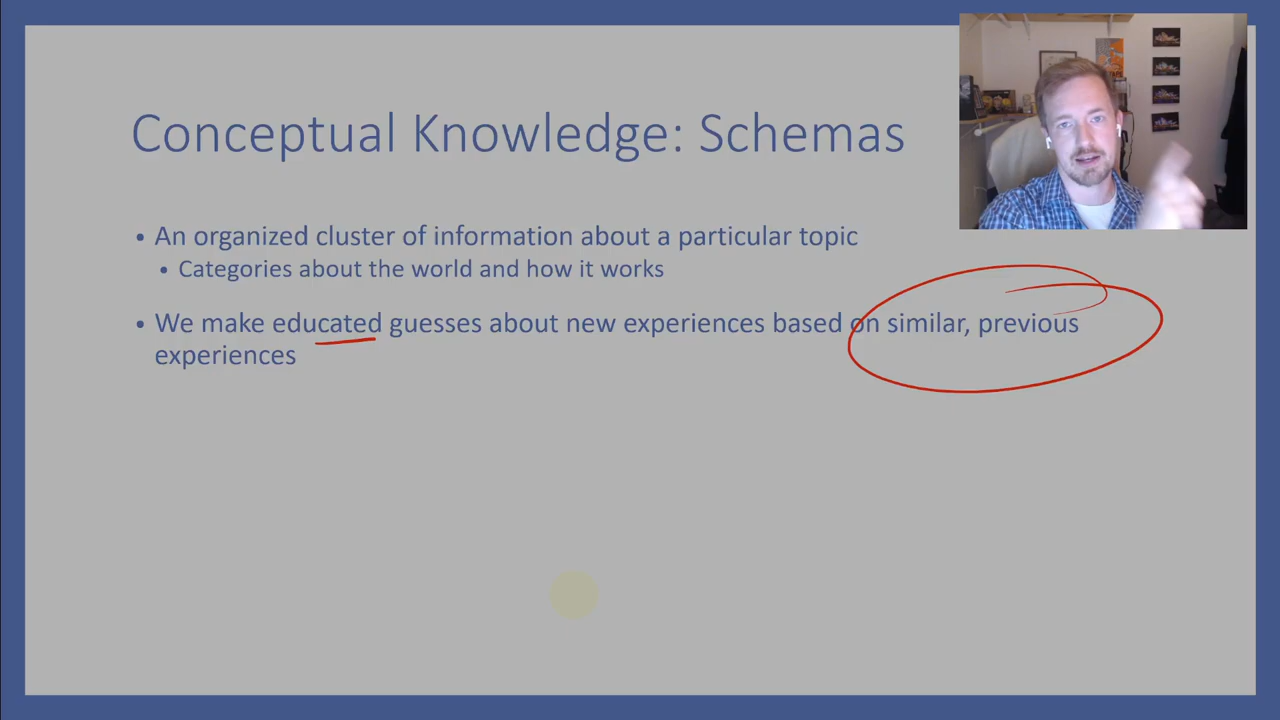 Conceptual Knowledge: Schemas
• An organized cluster of information about a particular topic
• Categories about the world and how it works
• We make educated guesses about new experiences based on similar, previous
experiences